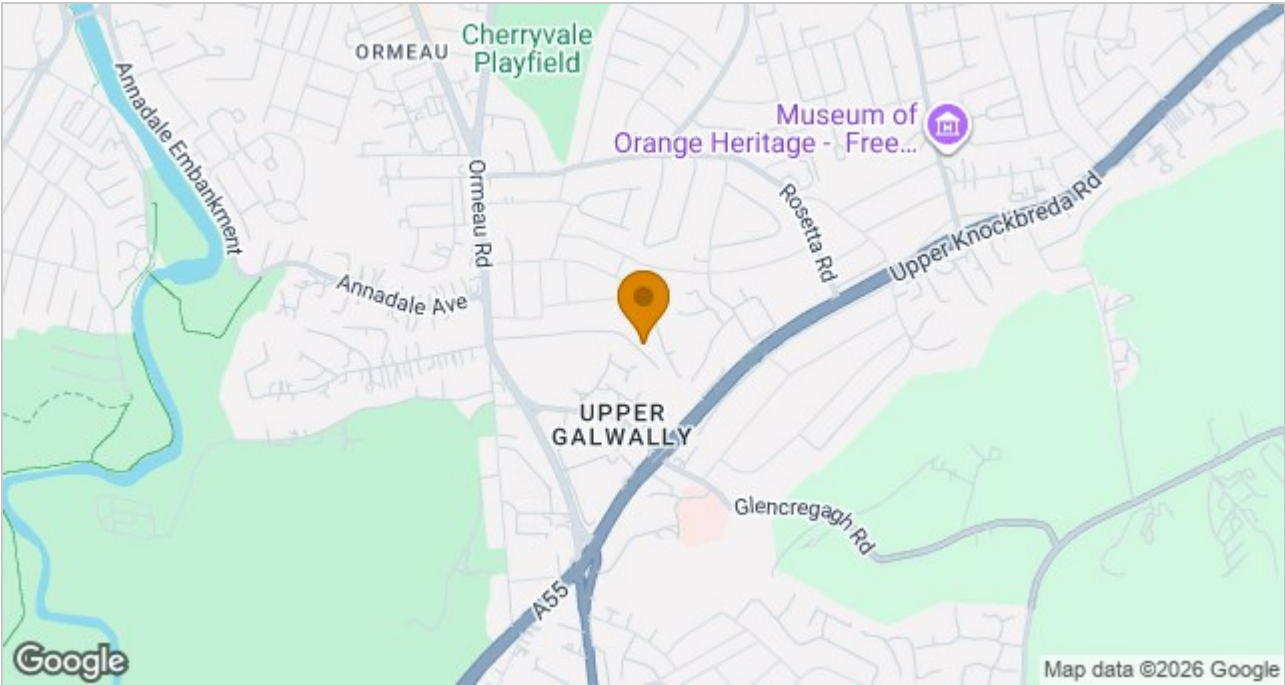 ORMEAU
Cherryvale
Playfield
Annadale Embankment
Museum of
Orange Heritage - Free...
Ormeau Rd
Rosetta Rd
Upper Knockbreda Rd
Annadale Ave
UPPER
GALWALLY
Glencregagh Rd
A55
Google
Map data ©2026 Google